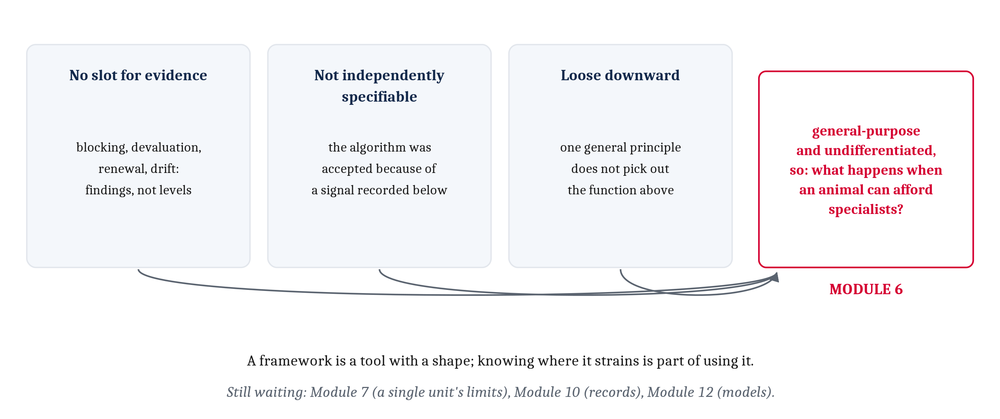 No slot for evidence
blocking, devaluation,
renewal, drift:
findings, not levels
Not independently
specifiable
the algorithm was
accepted because of
a signal recorded below
Loose downward
one general principle
does not pick out
the function above
general-purpose
and undifferentiated,
so: what happens when
an animal can afford
specialists?
MODULE 6
A framework is a tool with a shape; knowing where it strains is part of using it.
Still waiting: Module 7 (a single unit's limits), Module 10 (records), Module 12 (models).